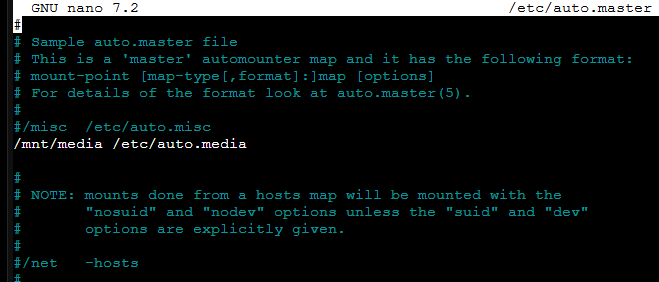 GNU nano 7.2 /etc/auto.master
#
# Sample auto.master file
# This is a 'master' automounter map and it has the following format:
# mount-point [map-type[,format]:]map [options]
# For details of the format look at auto.master(5).
#
#/misc /etc/auto.misc
/mnt/media /etc/auto.media
#
# NOTE: mounts done from a hosts map will be mounted with the
# "nosuid" and "nodev" options unless the "suid" and "dev"
# options are explicitly given.
#
#/net -hosts
#